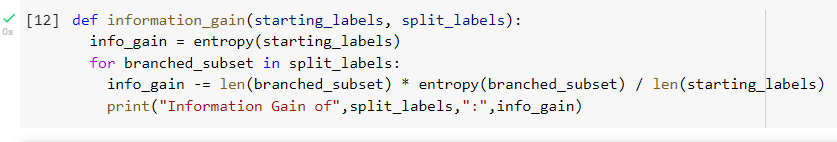 [12] def information_gain(starting_labels, split_labels):
0s
info_gain = entropy(starting_labels)
for branched_subset in split_labels:
info_gain -= len(branched_subset) * entropy(branched_subset) / len(starting_labels)
print("Information Gain of",split_labels,":",info_gain)